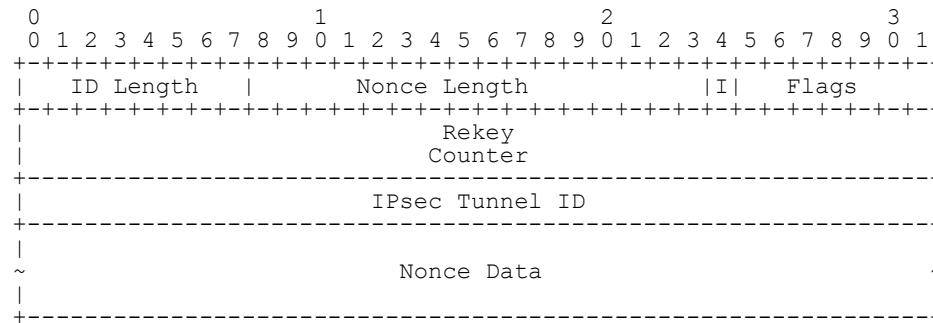 0                   1                   2                   3
0 1 2 3 4 5 6 7 8 9 0 1 2 3 4 5 6 7 8 9 0 1 2 3 4 5 6 7 8 9 0 1
+-+-+-+-+-+-+-+-+-+-+-+-+-+-+-+-+-+-+-+-+-+-+-+-+-+-+-+-+-+-+-+-
|   ID Length   |       Nonce Length            |I|   Flags
+-+-+-+-+-+-+-+-+-+-+-+-+-+-+-+-+-+-+-+-+-+-+-+-+-+-+-+-+-+-+-+-
|                             Rekey
|                            Counter
+---------------------------------------------------------------
|                        IPsec Tunnel ID
+---------------------------------------------------------------
|
~                          Nonce Data                           ~
|
+---------------------------------------------------------------